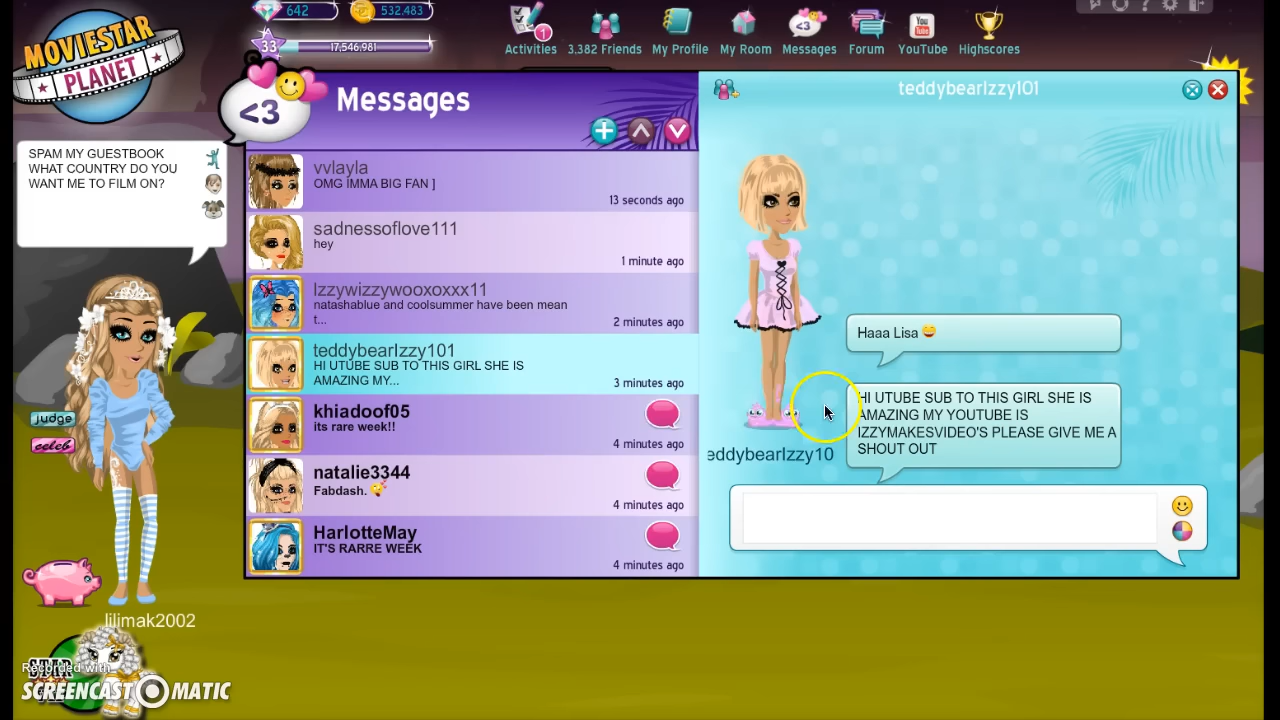 MOVIESTAR
PLANET
642
532.483
33
17,546,981
Activities
1
3.382 Friends
My Profile
My Room
<3
Messages
Forum
You
Tube
YouTube
Highscores
SPAM MY GUESTBOOK
WHAT COUNTRY DO YOU
WANT ME TO FILM ON?
<3
Messages
vvlayla
OMG IMMA BIG FAN ]
13 seconds ago
sadnessoflove111
hey
1 minute ago
Izzywizzywooxoxxx11
natashablue and coolsummer have been mean
t...
2 minutes ago
teddybearIzzy101
HI UTUBE SUB TO THIS GIRL SHE IS
AMAZING MY...
3 minutes ago
khiadoof05
its rare week!!
4 minutes ago
natalie3344
Fabdash. 😜
4 minutes ago
HarlotteMay
IT'S RARRE WEEK
4 minutes ago
teddybearIzzy101
Haaa Lisa 😄
HI UTUBE SUB TO THIS GIRL SHE IS
AMAZING MY YOUTUBE IS
IZZYMAKESVIDEO'S PLEASE GIVE ME A
SHOUT OUT
eddybearIzzy10
judge
celeb
lilimak2002
Recorded with
SCREENCAST MATIC